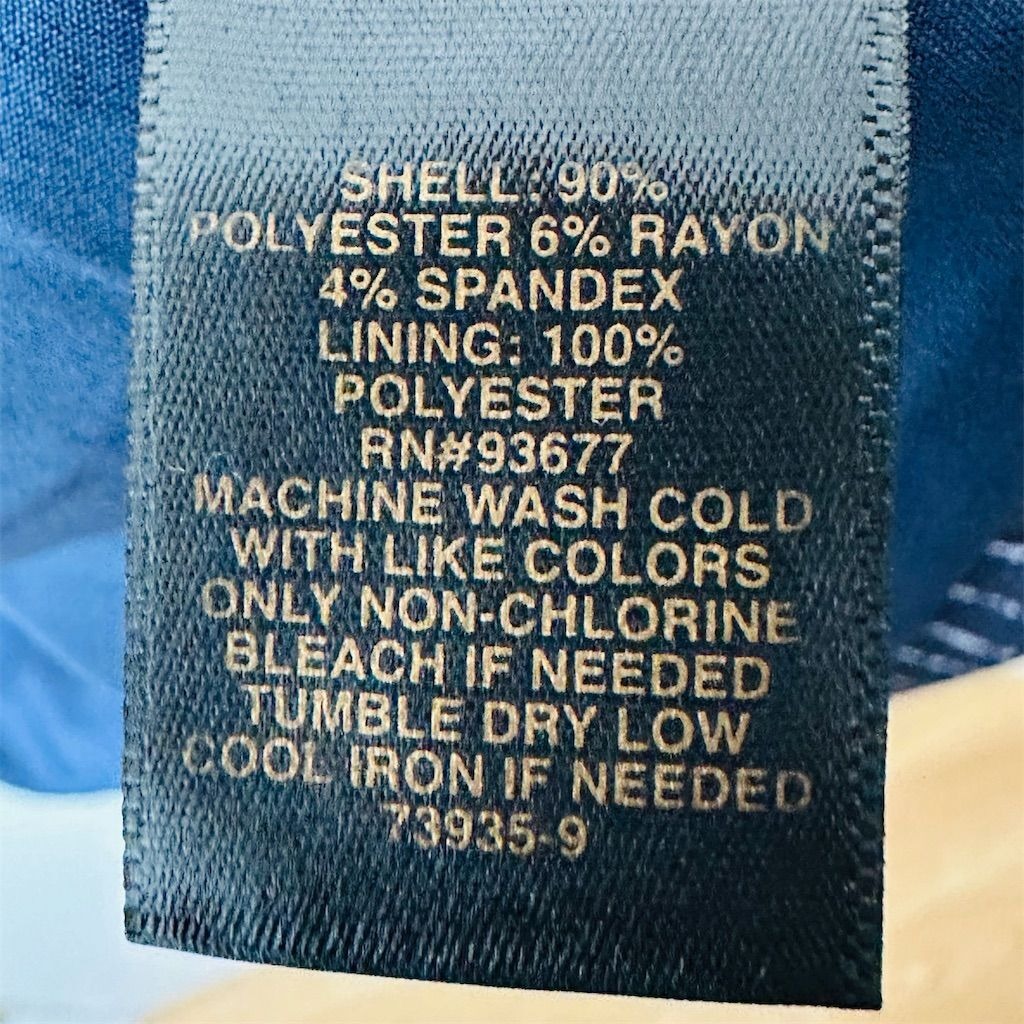 SHELL: 90%
POLYESTER 6% RAYON
4% SPANDEX
LINING: 100%
POLYESTER
RN#93677
MACHINE WASH COLD
WITH LIKE COLORS
ONLY NON-CHLORINE
BLEACH IF NEEDED
TUMBLE DRY LOW
COOL IRON IF NEEDED
73935-9